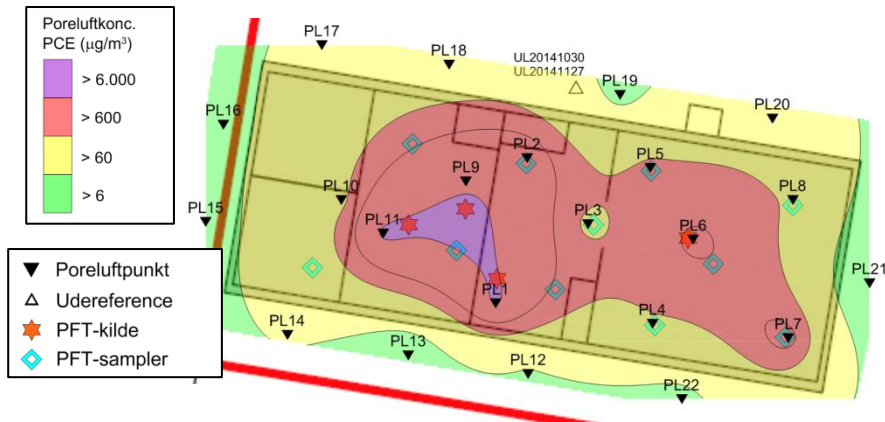 Poreluftkonc.
PCE (µg/m³)
> 6.000
> 600
> 60
> 6
Poreluftpunkt
Udereference
PFT-kilde
PFT-sampler
PL17
PL18
UL20141030
UL20141127
PL19
PL20
PL16
PL2
PL5
PL9
PL10
PL8
PL15
PL11
PL3
PL6
PL21
PL1
PL4
PL7
PL14
PL13
PL12
PL22